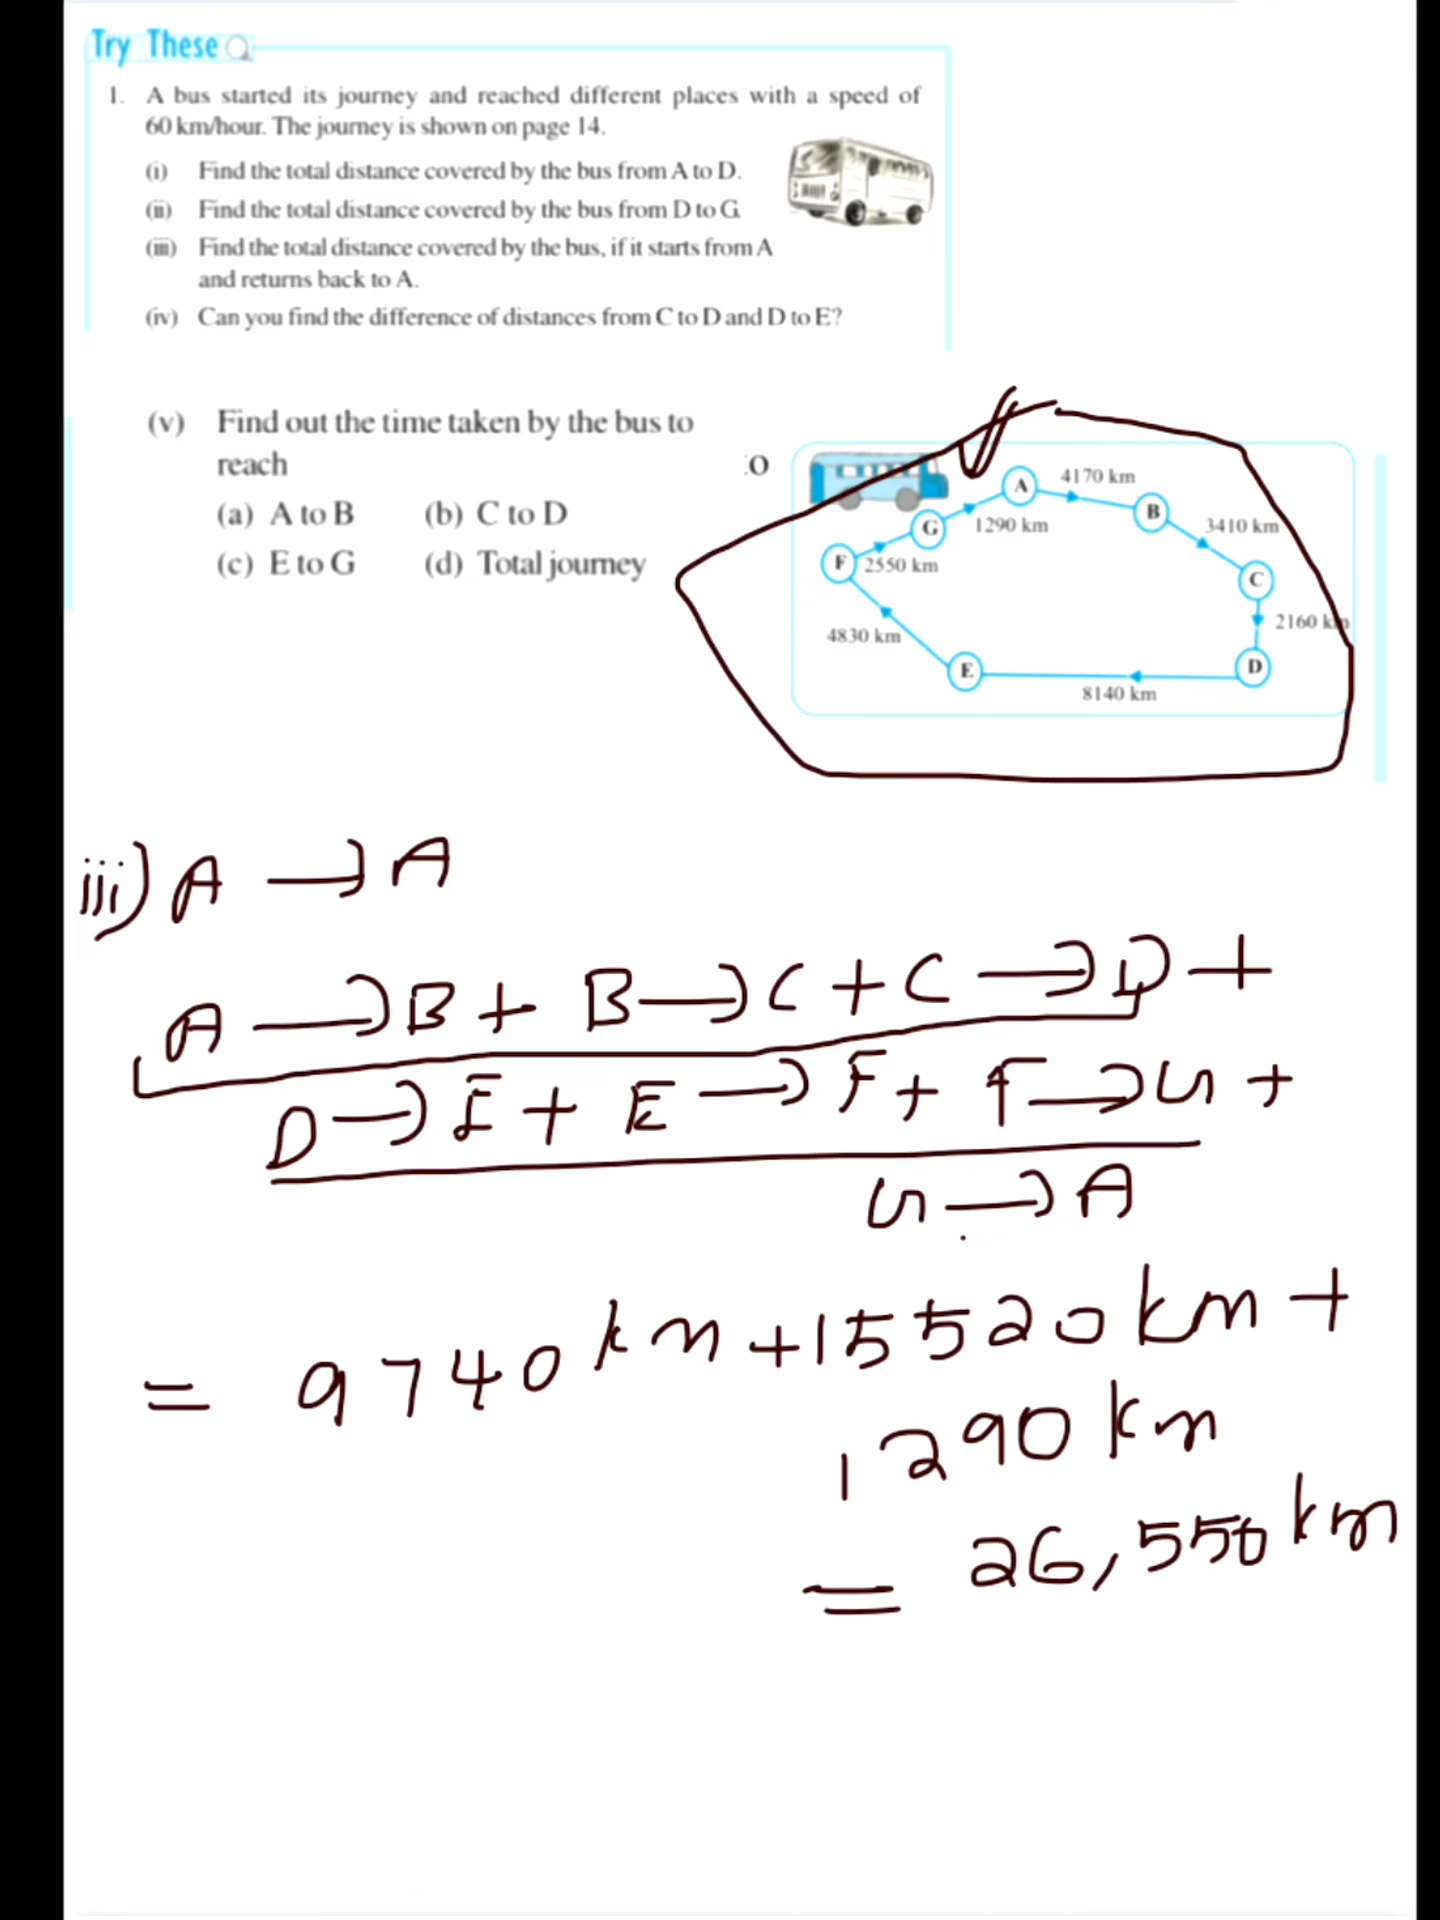 Try These
1. A bus started its journey and reached different places with a speed of
60 km/hour. The journey is shown on page 14.
(i) Find the total distance covered by the bus from A to D.
(ii) Find the total distance covered by the bus from D to G.
(iii) Find the total distance covered by the bus, if it starts from A
and returns back to A.
(iv) Can you find the difference of distances from C to D and D to E?
(v) Find out the time taken by the bus to
reach
(a) A to B (b) C to D
(c) E to G (d) Total journey
:O
A 4170 km
B
G 1290 km 3410 km
F 2550 km
C
2160 km
4830 km
E D
8140 km
iii) A → A
A → B + B → C + C → D +
D → E + E → F + F → G +
G → A
= 9740 km + 15520 km +
1290 km
= 26,550 km